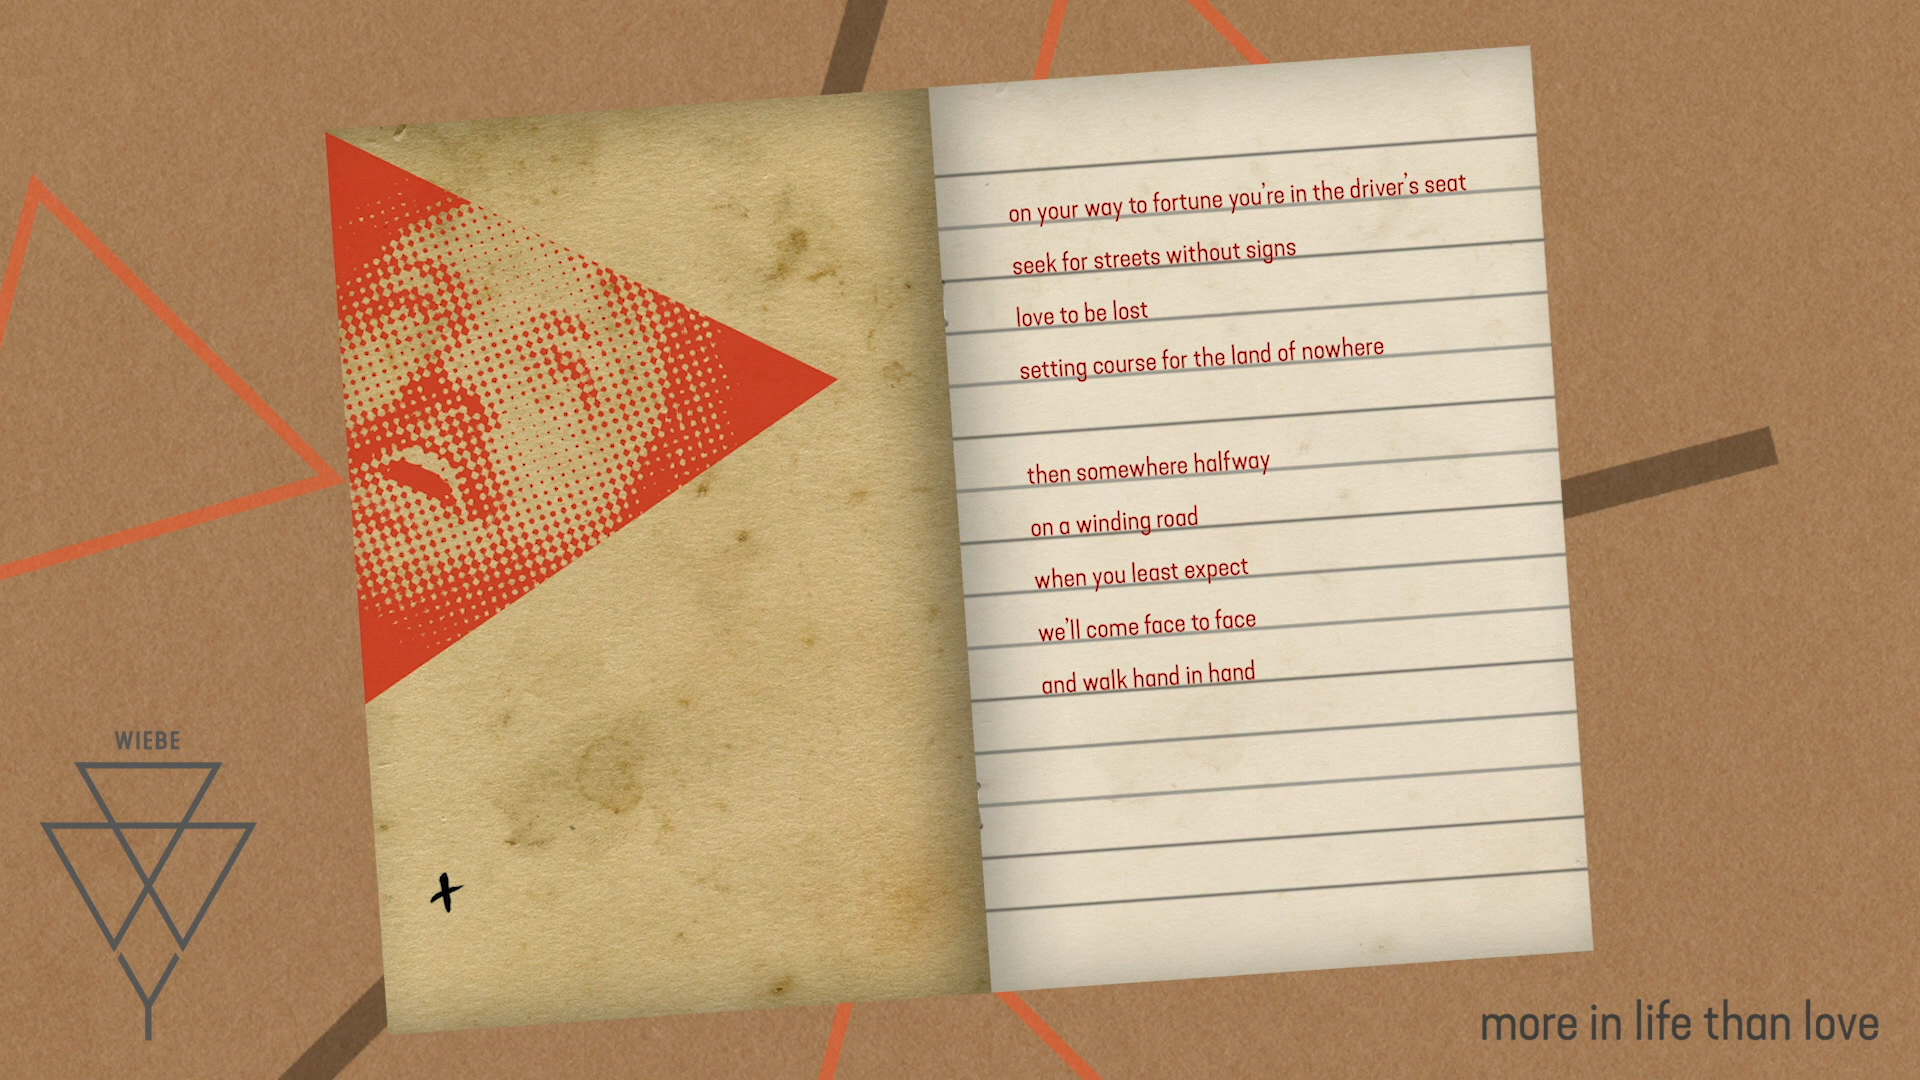 on your way to fortune you're in the driver's seat
seek for streets without signs
love to be lost
setting course for the land of nowhere
then somewhere halfway
on a winding road
when you least expect
we'll come face to face
and walk hand in hand
WIEBE
more in life than love